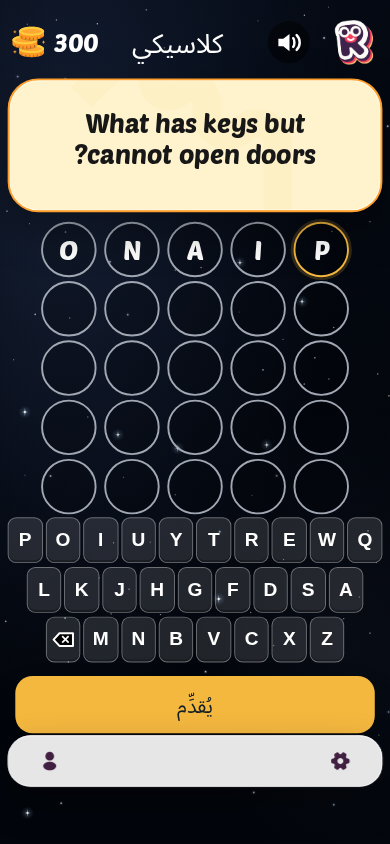 300
كلاسيكي
What has keys but
?cannot open doors
O N A I P
P O I U Y T R E W Q
L K J H G F D S A
M N B V C X Z
يُقدِّم